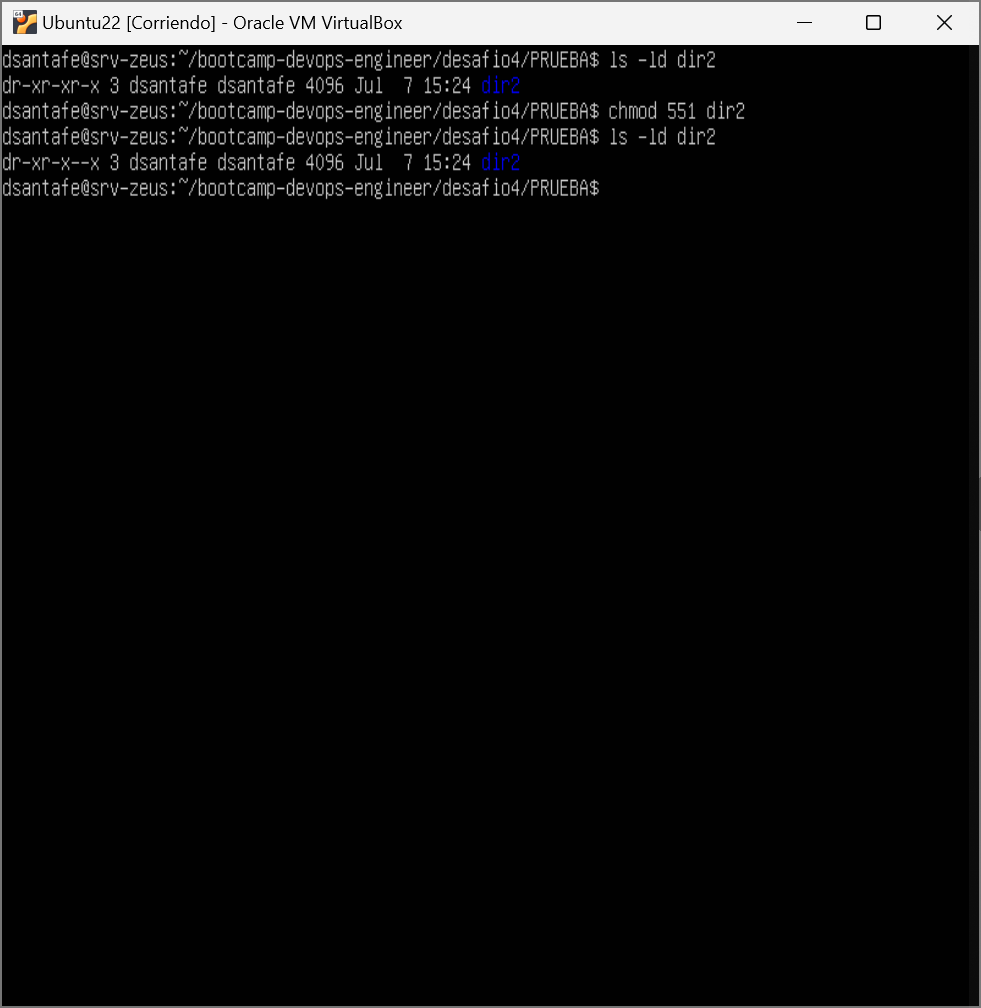 Ubuntu22 [Corriendo] - Oracle VM VirtualBox
dsantafe@srv-zeus:~/bootcamp-devops-engineer/desafio4/PRUEBA$ ls -ld dir2
dr-xr-xr-x 3 dsantafe dsantafe 4096 Jul  7 15:24 dir2
dsantafe@srv-zeus:~/bootcamp-devops-engineer/desafio4/PRUEBA$ chmod 551 dir2
dsantafe@srv-zeus:~/bootcamp-devops-engineer/desafio4/PRUEBA$ ls -ld dir2
dr-xr-x--x 3 dsantafe dsantafe 4096 Jul  7 15:24 dir2
dsantafe@srv-zeus:~/bootcamp-devops-engineer/desafio4/PRUEBA$